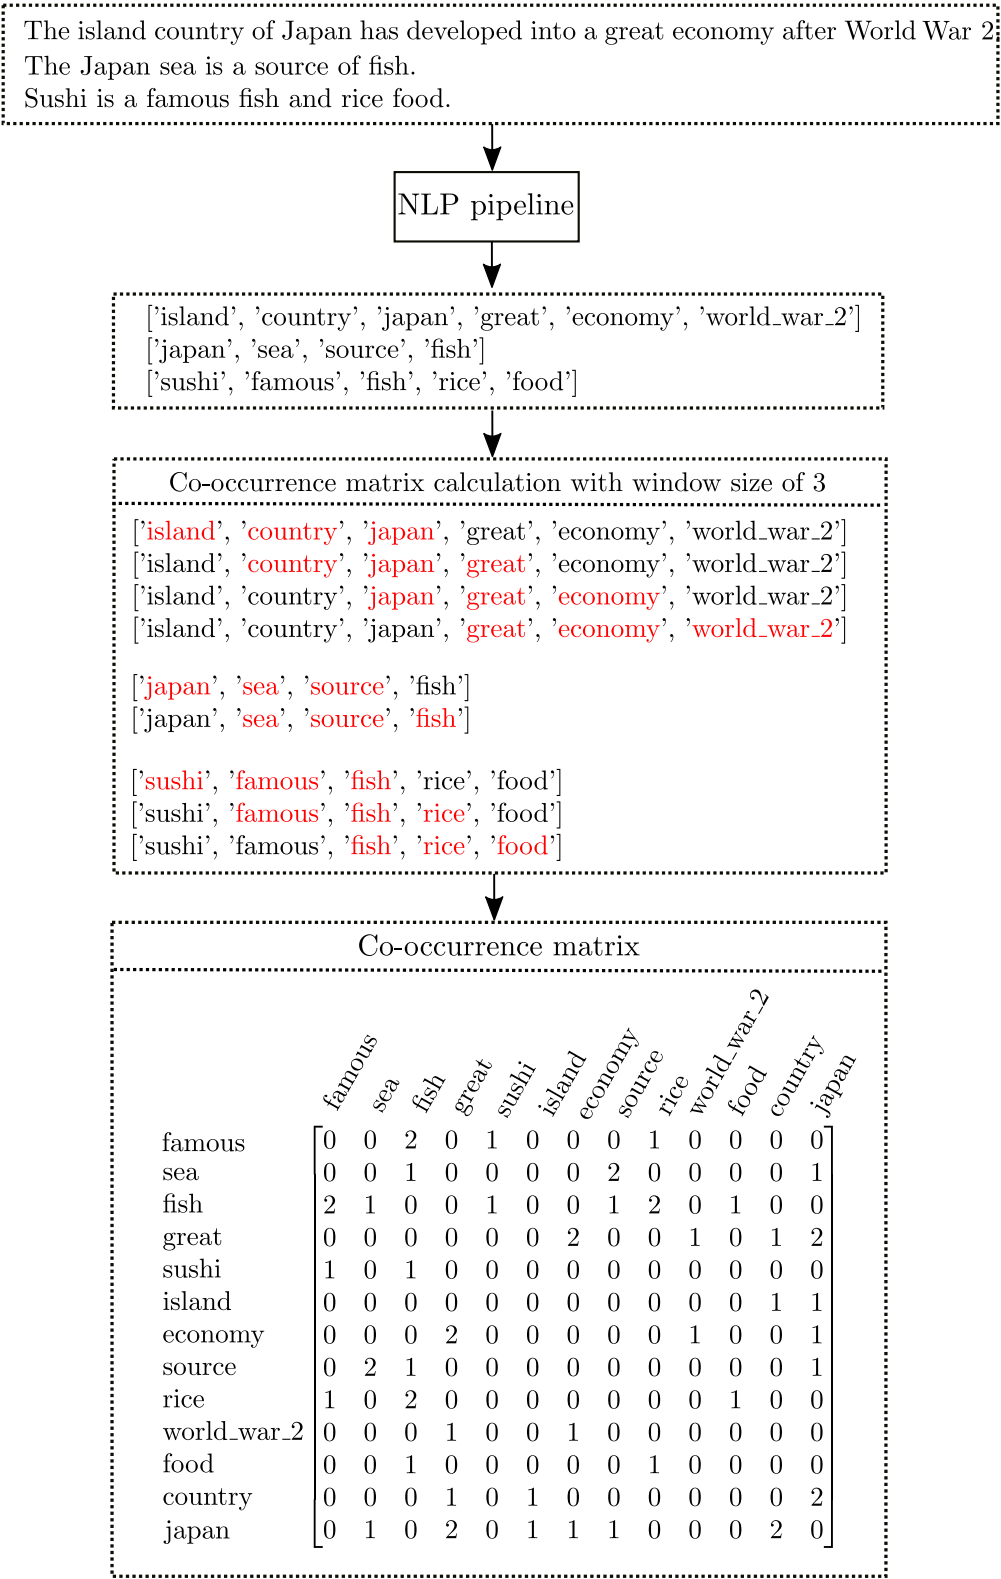 The island country of Japan has developed into a great economy after World War 2.
The Japan sea is a source of fish.
Sushi is a famous fish and rice food.
NLP pipeline
['island', 'country', 'japan', 'great', 'economy', 'world_war_2']
['japan', 'sea', 'source', 'fish']
['sushi', 'famous', 'fish', 'rice', 'food']
Co-occurrence matrix calculation with window size of 3
['island', 'country', 'japan', 'great', 'economy', 'world_war_2']
['island', 'country', 'japan', 'great', 'economy', 'world_war_2']
['island', 'country', 'japan', 'great', 'economy', 'world_war_2']
['island', 'country', 'japan', 'great', 'economy', 'world_war_2']
['japan', 'sea', 'source', 'fish']
['japan', 'sea', 'source', 'fish']
['sushi', 'famous', 'fish', 'rice', 'food']
['sushi', 'famous', 'fish', 'rice', 'food']
['sushi', 'famous', 'fish', 'rice', 'food']
Co-occurrence matrix
famous sea fish great sushi island economy source rice world_war_2 food country japan
famous 0 0 2 0 1 0 0 0 1 0 0 0 0
sea 0 0 1 0 0 0 0 2 0 0 0 0 1
fish 2 1 0 0 1 0 0 1 2 0 1 0 0
great 0 0 0 0 0 0 2 0 0 1 0 1 2
sushi 1 0 1 0 0 0 0 0 0 0 0 0 0
island 0 0 0 0 0 0 0 0 0 0 0 1 1
economy 0 0 0 2 0 0 0 0 0 1 0 0 1
source 0 2 1 0 0 0 0 0 0 0 0 0 1
rice 1 0 2 0 0 0 0 0 0 0 1 0 0
world_war_2 0 0 0 1 0 0 1 0 0 0 0 0 0
food 0 0 1 0 0 0 0 0 1 0 0 0 0
country 0 0 0 1 0 1 0 0 0 0 0 0 2
japan 0 1 0 2 0 1 1 1 0 0 0 2 0